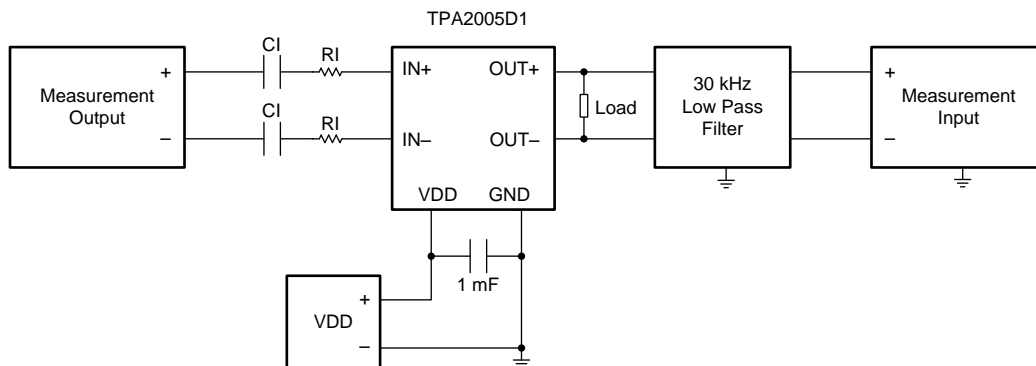 TPA2005D1
CI
RI
+
Measurement
Output
–
CI
RI
IN+
IN–
OUT+
OUT–
VDD
GND
Load
30 kHz
Low Pass
Filter
+
–
Measurement
Input
1 mF
+
VDD
–